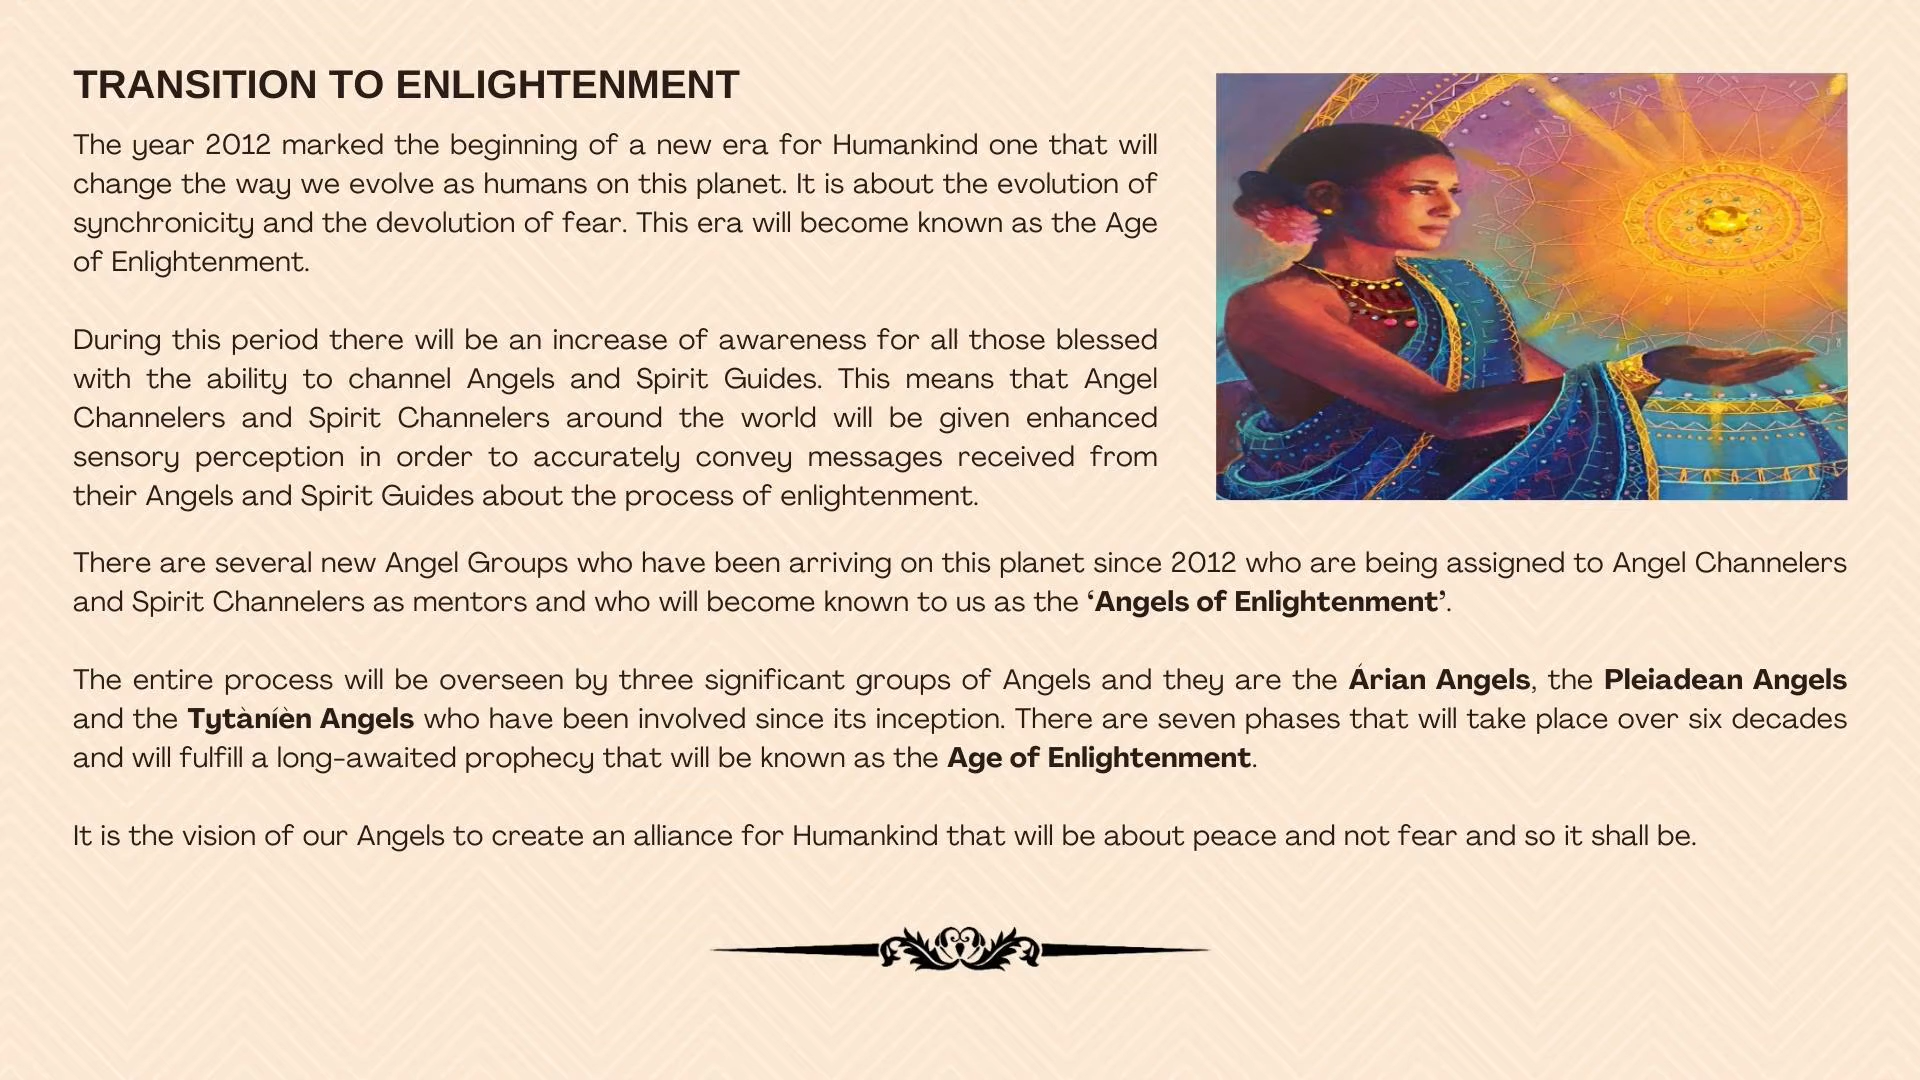 TRANSITION TO ENLIGHTENMENT
The year 2012 marked the beginning of a new era for Humankind one that will
change the way we evolve as humans on this planet. It is about the evolution of
synchronicity and the devolution of fear. This era will become known as the Age
of Enlightenment.
During this period there will be an increase of awareness for all those blessed
with the ability to channel Angels and Spirit Guides. This means that Angel
Channelers and Spirit Channelers around the world will be given enhanced
sensory perception in order to accurately convey messages received from
their Angels and Spirit Guides about the process of enlightenment.
There are several new Angel Groups who have been arriving on this planet since 2012 who are being assigned to Angel Channelers
and Spirit Channelers as mentors and who will become known to us as the ‘Angels of Enlightenment’.
The entire process will be overseen by three significant groups of Angels and they are the Árian Angels, the Pleiadean Angels
and the Tytàníèn Angels who have been involved since its inception. There are seven phases that will take place over six decades
and will fulfill a long-awaited prophecy that will be known as the Age of Enlightenment.
It is the vision of our Angels to create an alliance for Humankind that will be about peace and not fear and so it shall be.